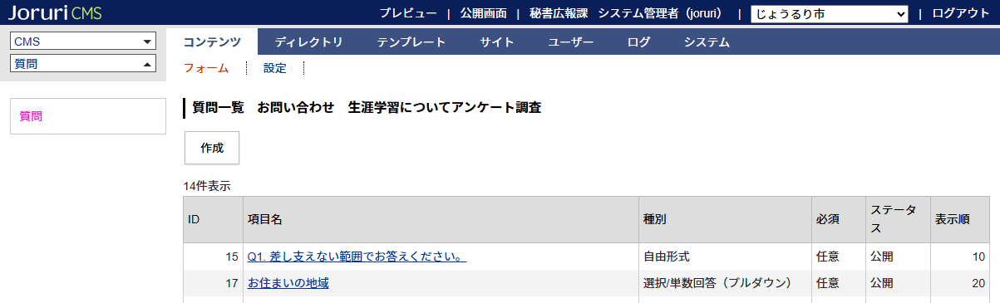 Joruri CMS プレビュー | 公開画面 | 秘書広報課 システム管理者（joruri） | じょうるり市 | ログアウト
CMS コンテンツ ディレクトリ テンプレート サイト ユーザー ログ システム
質問 フォーム 設定
質問
質問一覧 お問い合わせ 生涯学習についてアンケート調査
作成
14件表示
ID 項目名 種別 必須 ステータス 表示順
15 Q1. 差し支えない範囲でお答えください。 自由形式 任意 公開 10
17 お住まいの地域 選択/単数回答（プルダウン） 任意 公開 20